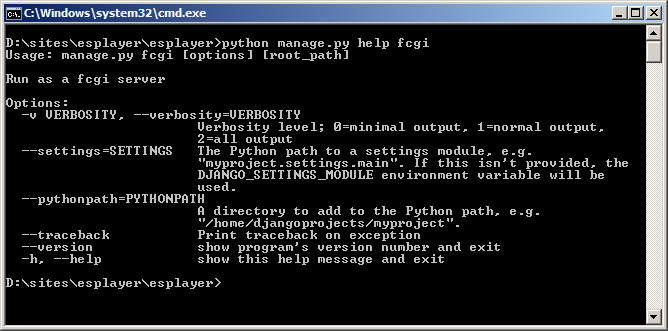 C:\Windows\system32\cmd.exe
D:\sites\esplayer\esplayer>python manage.py help fcgi
Usage: manage.py fcgi [options] [root_path]
Run as a fcgi server
Options:
-v VERBOSITY, --verbosity=VERBOSITY
Verbosity level; 0=minimal output, 1=normal output,
2=all output
--settings=SETTINGS The Python path to a settings module, e.g.
"myproject.settings.main". If this isn't provided, the
DJANGO_SETTINGS_MODULE environment variable will be
used.
--pythonpath=PYTHONPATH
A directory to add to the Python path, e.g.
"/home/djangoprojects/myproject".
--traceback Print traceback on exception
--version show program's version number and exit
-h, --help show this help message and exit
D:\sites\esplayer\esplayer>